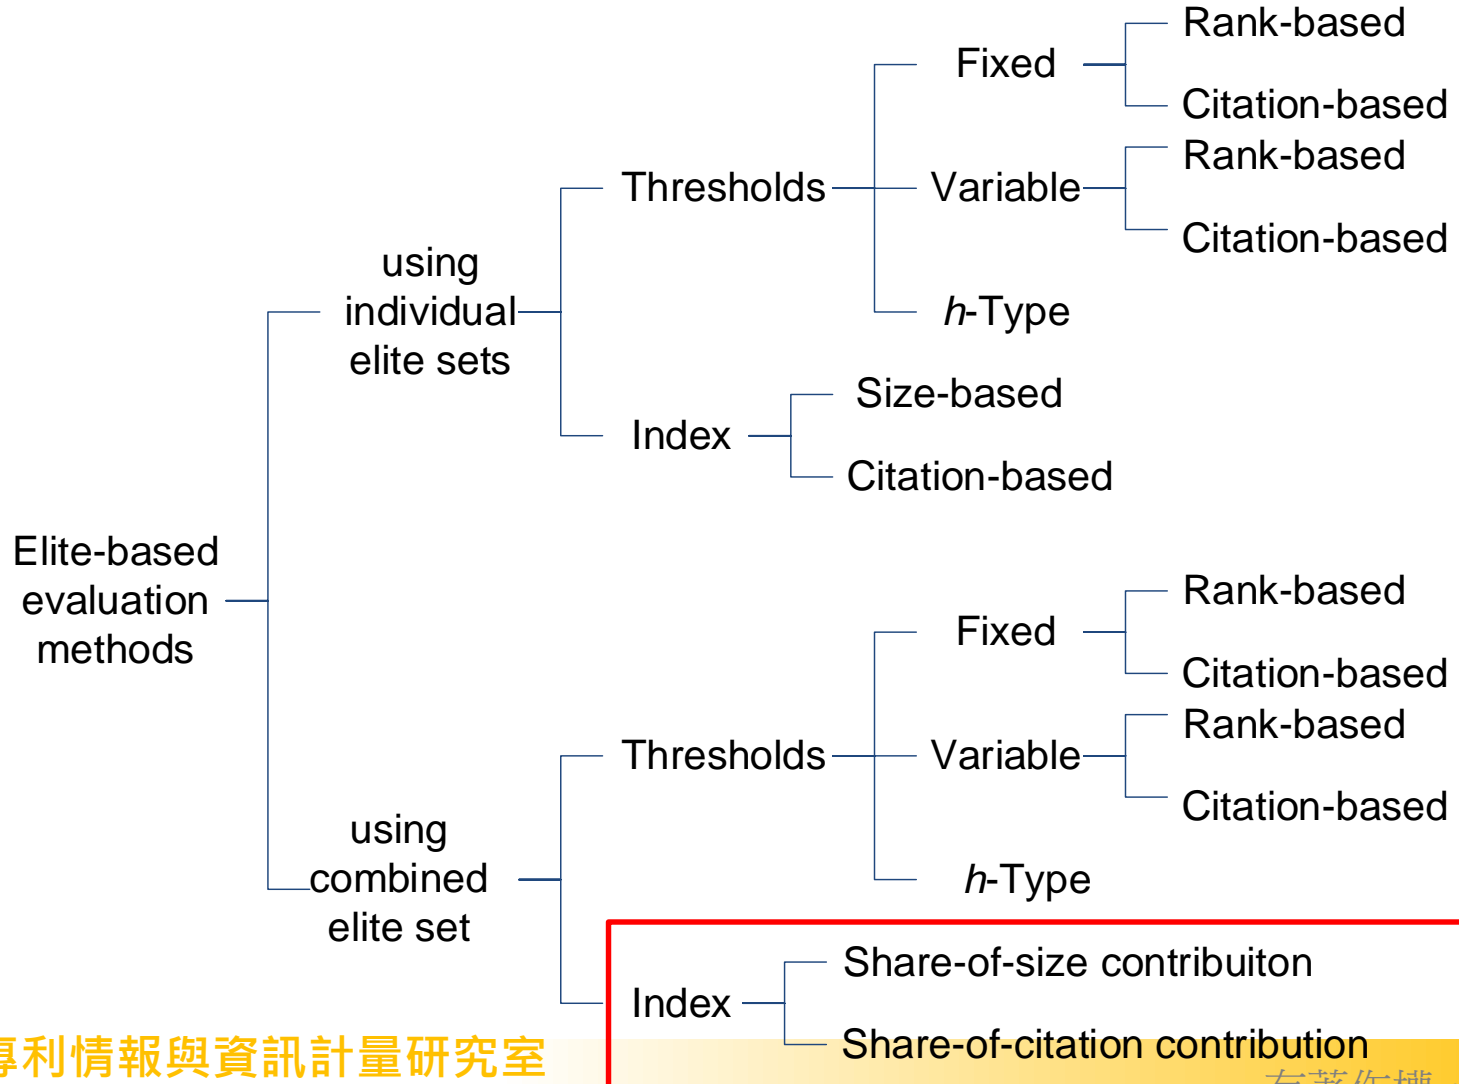 Rank-based
Fixed
Citation-based
Rank-based
Thresholds
Variable
Citation-based
using
individual
elite sets
h-Type
Size-based
Index
Citation-based
Elite-based
evaluation
methods
Rank-based
Fixed
Citation-based
Rank-based
Thresholds
Variable
Citation-based
using
combined
elite set
h-Type
Share-of-size contribuiton
Index
Share-of-citation contribution
專利情報與資訊計量研究室